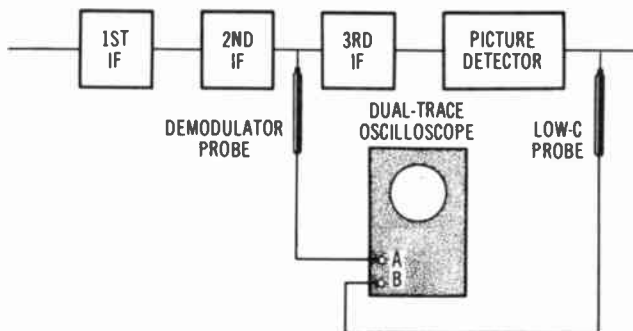 1ST
IF
2ND
IF
3RD
IF
PICTURE
DETECTOR
DEMODULATOR
PROBE
DUAL-TRACE
OSCILLOSCOPE
LOW-C
PROBE
A
B